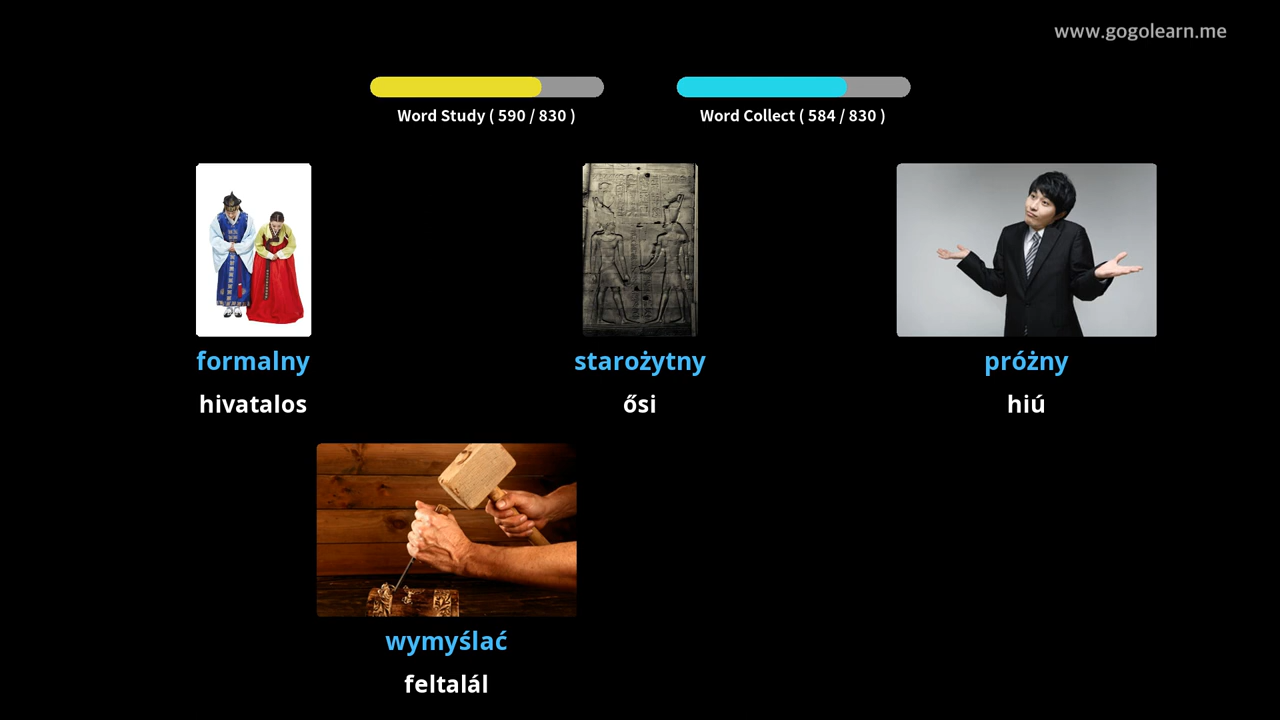 www.gogolearn.me
Word Study ( 590 / 830 )
Word Collect ( 584 / 830 )
formalny
hivatalos
starożytny
ősi
próżny
hiú
wymyślać
feltalál